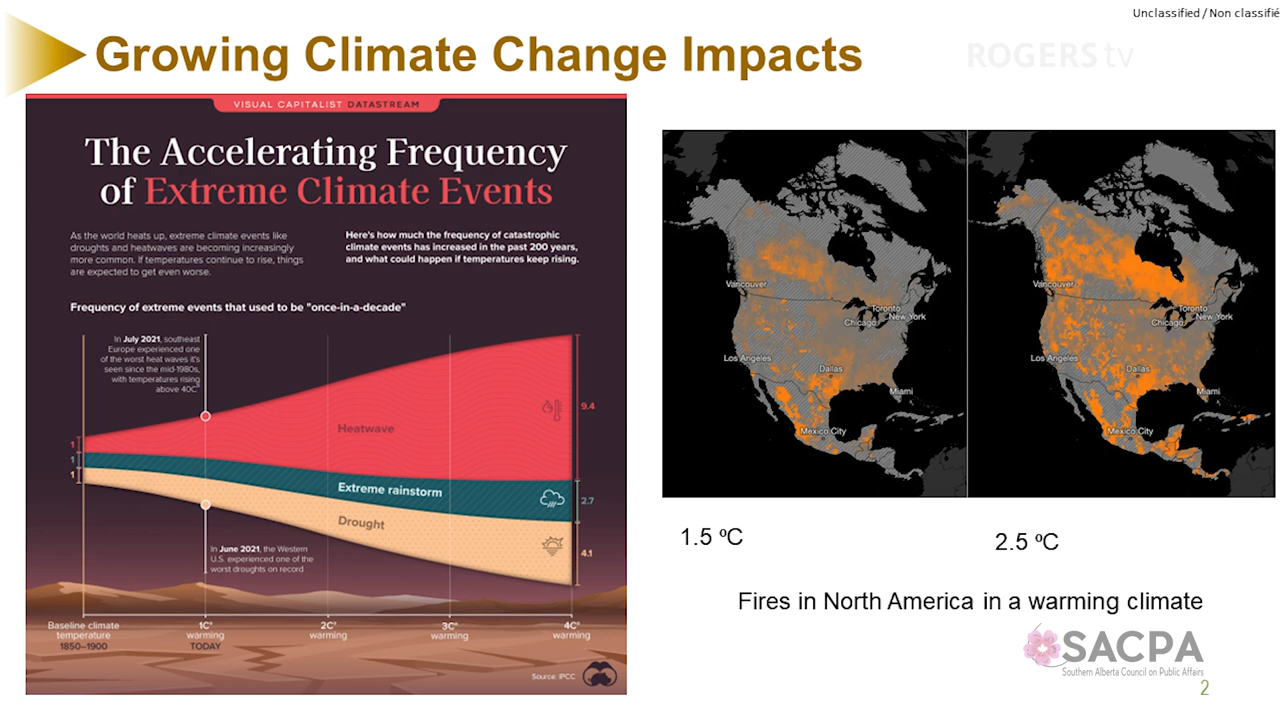 Unclassified / Non classifié
Growing Climate Change Impacts
ROGERS tv
VISUAL CAPITALIST DATASTREAM
The Accelerating Frequency
of Extreme Climate Events
As the world heats up, extreme climate events like
droughts and heatwaves are becoming increasingly
more common. If temperatures continue to rise, things
are expected to get even worse.
Here's how much the frequency of catastrophic
climate events has increased in the past 200 years,
and what could happen if temperatures keep rising.
Frequency of extreme events that used to be "once-in-a-decade"
In July 2021, southeast
Europe experienced one
of the worst heat waves it's
seen since the mid-1980s,
with temperatures rising
above 40C°
1
1
1
Heatwave
9.4
Extreme rainstorm
2.7
Drought
4.1
In June 2021, the Western
U.S. experienced one of the
worst droughts on record
Baseline climate
temperature
1850–1900
1C°
warming
TODAY
2C°
warming
3C°
warming
4C°
warming
Source: IPCC
Vancouver
Toronto
New York
Chicago
Los Angeles
Dallas
Miami
Mexico City
Vancouver
Toronto
New York
Chicago
Los Angeles
Dallas
Miami
Mexico City
1.5 ºC
2.5 ºC
Fires in North America in a warming climate
SACPA
Southern Alberta Council on Public Affairs
2